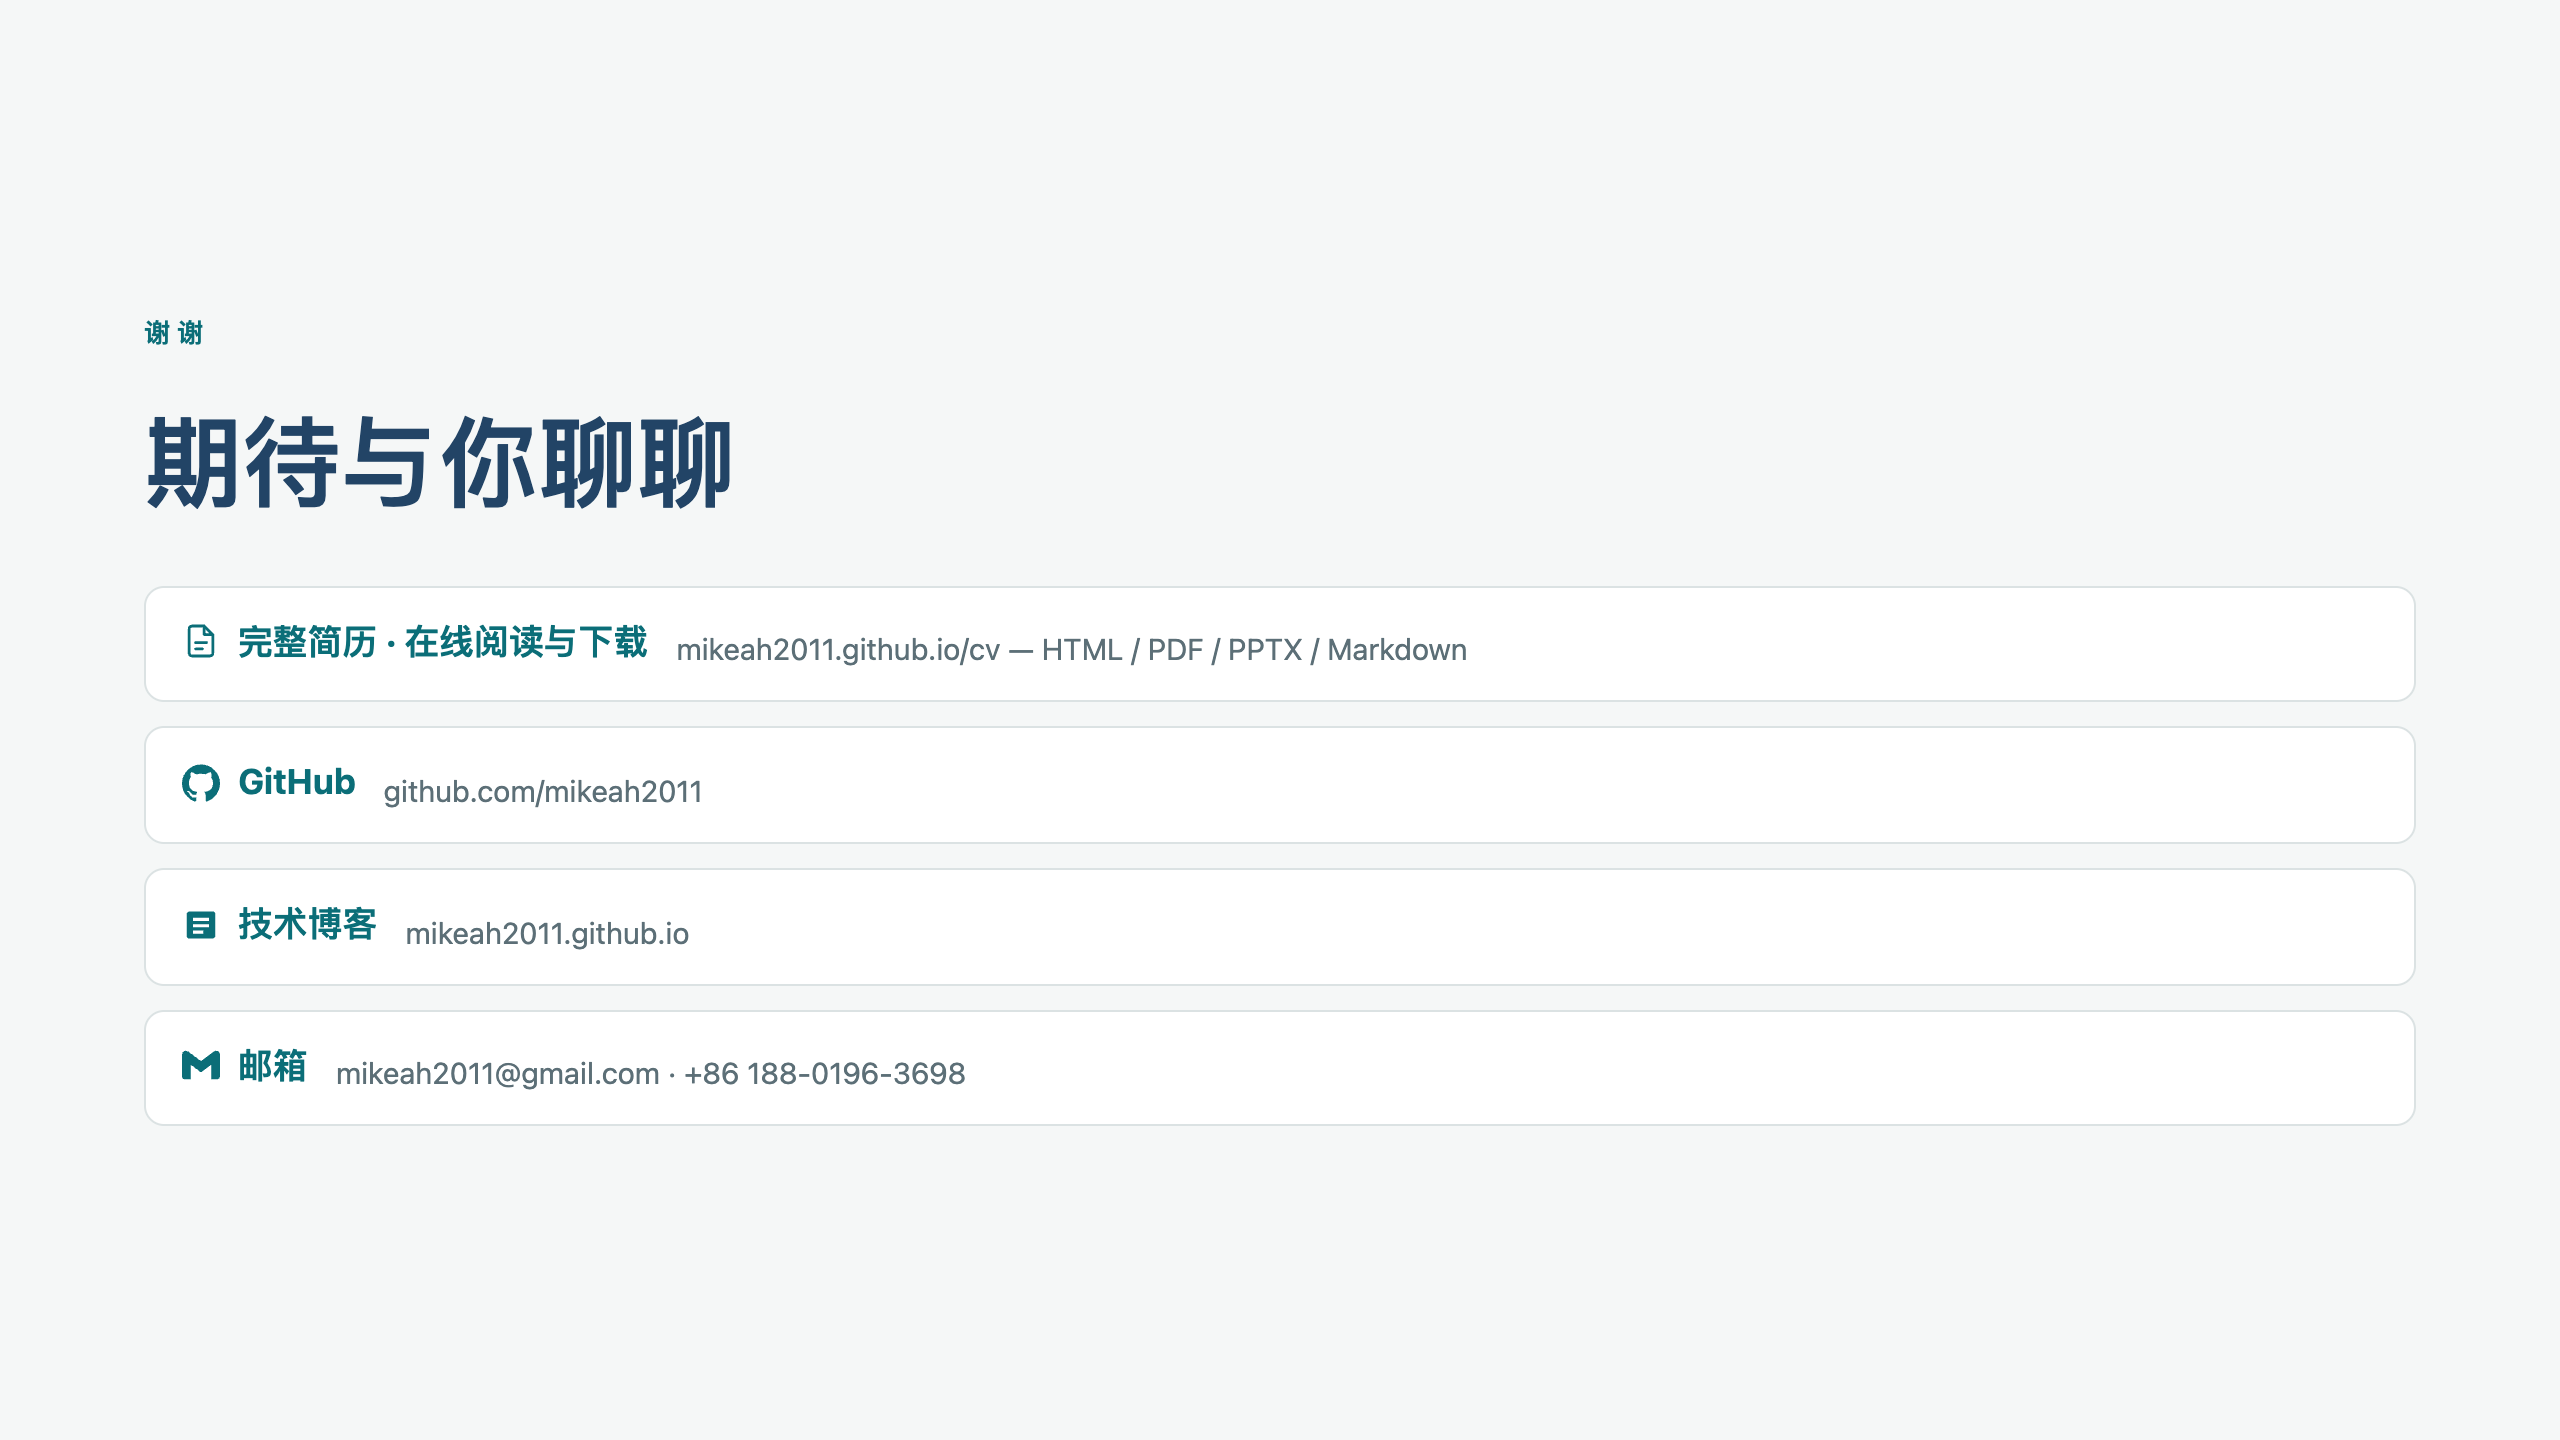 谢谢
期待与你聊聊
完整简历 · 在线阅读与下载 mikeah2011.github.io/cv — HTML / PDF / PPTX / Markdown
GitHub github.com/mikeah2011
技术博客 mikeah2011.github.io
邮箱 mikeah2011@gmail.com · +86 188-0196-3698